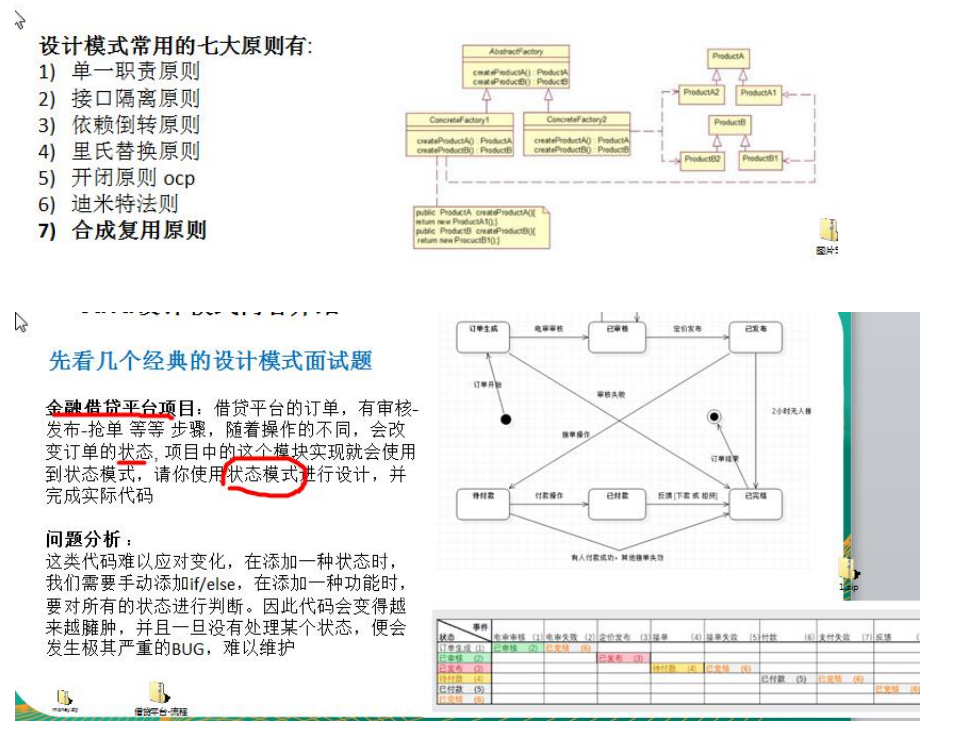 设计模式常用的七大原则有:
1) 单一职责原则
2) 接口隔离原则
3) 依赖倒转原则
4) 里氏替换原则
5) 开闭原则 ocp
6) 迪米特法则
7) 合成复用原则
AbstractFactory
createProductA() : ProductA
createProductB() : ProductB
ConcreteFactory1
createProductA() : ProductA
createProductB() : ProductB
ConcreteFactory2
createProductA() : ProductA
createProductB() : ProductB
ProductA
ProductA2
ProductA1
ProductB
ProductB2
ProductB1
public ProductA createProductA(){
return new ProductA1();}
public ProductB createProductB(){
return new ProcuctB1();}
图片
先看几个经典的设计模式面试题
金融借贷平台项目：借贷平台的订单，有审核-
发布-抢单 等等 步骤，随着操作的不同，会改
变订单的状态, 项目中的这个模块实现就会使用
到状态模式，请你使用状态模式进行设计，并
完成实际代码
问题分析 ：
这类代码难以应对变化，在添加一种状态时，
我们需要手动添加if/else，在添加一种功能时，
要对所有的状态进行判断。因此代码会变得越
来越臃肿，并且一旦没有处理某个状态，便会
发生极其严重的BUG，难以维护
订单生成
电审审核
已审核
定价发布
已发布
订单开始
审核失败
2小时无人接
接单操作
订单结束
待付款
付款操作
已付款
反馈 [下款 或 拒贷]
已完结
有人付款成功，其他接单失效
事件
状态
电审审核 (1) 电审失败 (2) 定价发布 (3) 接单 (4) 接单失效 (5) 付款 (6) 支付失效 (7) 反馈
订单生成 (1) 已审核 (2) 已完结 (6)
已审核 (2) 已发布 (3)
已发布 (3) 待付款 (4) 已完结 (6)
待付款 (4) 已付款 (5) 已完结 (6)
已付款 (5) 已完结 (6)
已完结 (6)
借贷平台-流程